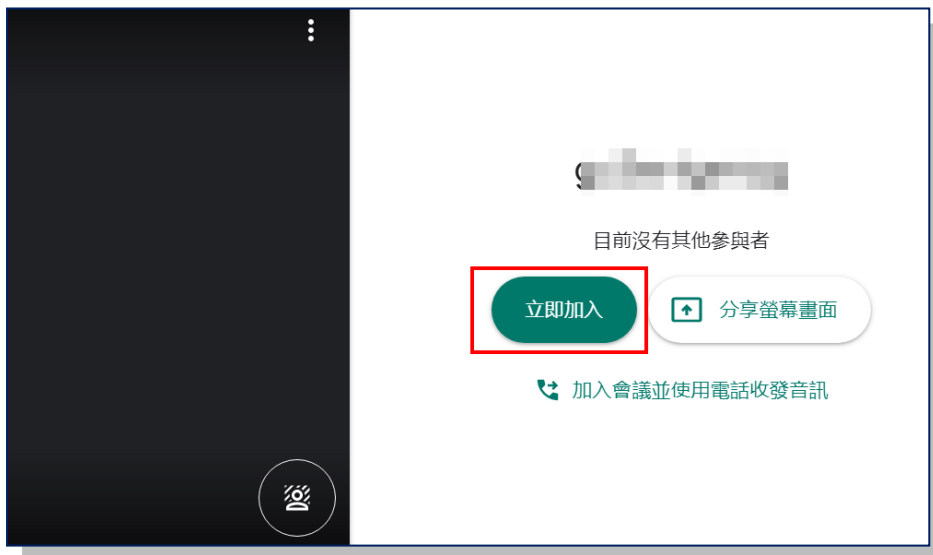 目前沒有其他參與者
立即加入
分享螢幕畫面
加入會議並使用電話收發音訊